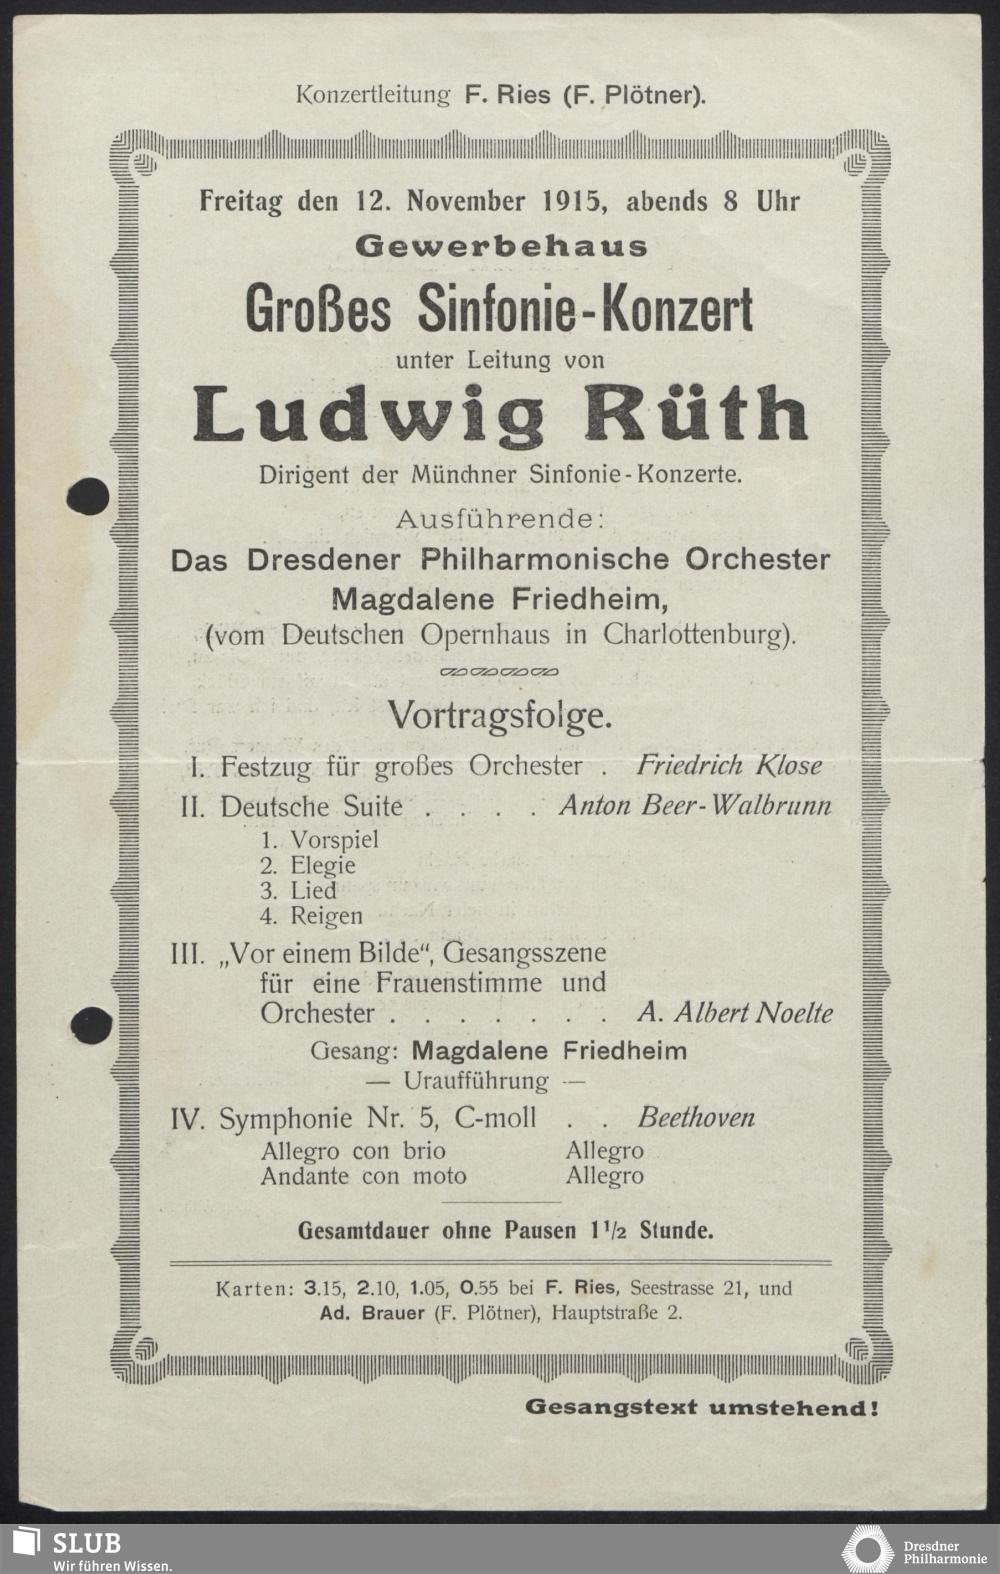 Konzertleitung F. Ries (F. Plötner).
Freitag den 12. November 1915, abends 8 Uhr
Gewerbehaus
Großes Sinfonie-Konzert
unter Leitung von
Ludwig Rüth
Dirigent der Münchner Sinfonie-Konzerte.
Ausführende:
Das Dresdener Philharmonische Orchester
Magdalene Friedheim,
(vom Deutschen Opernhaus in Charlottenburg).
Vortragsfolge.
I. Festzug für großes Orchester . Friedrich Klose
II. Deutsche Suite . . . . Anton Beer-Walbrunn
1. Vorspiel
2. Elegie
3. Lied
4. Reigen
III. „Vor einem Bilde“, Gesangsszene
für eine Frauenstimme und
Orchester . . . . . . . A. Albert Noelte
Gesang: Magdalene Friedheim
— Uraufführung —
IV. Symphonie Nr. 5, C-moll . . Beethoven
Allegro con brio Allegro
Andante con moto Allegro
Gesamtdauer ohne Pausen 1 1/2 Stunde.
Karten: 3.15, 2.10, 1.05, 0.55 bei F. Ries, Seestrasse 21, und
Ad. Brauer (F. Plötner), Hauptstraße 2.
Gesangstext umstehend!
SLUB
Wir führen Wissen.
Dresdner
Philharmonie